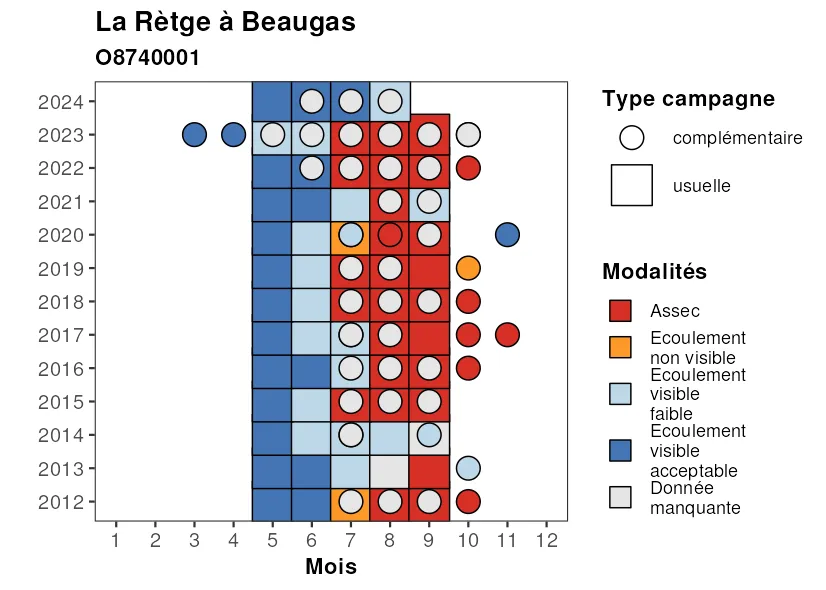 La Rètge à Beaugas
O8740001
2024
2023
2022
2021
2020
2019
2018
2017
2016
2015
2014
2013
2012
1 2 3 4 5 6 7 8 9 10 11 12
Mois
Type campagne
complémentaire
usuelle
Modalités
Assec
Ecoulement
non visible
Ecoulement
visible
faible
Ecoulement
visible
acceptable
Donnée
manquante